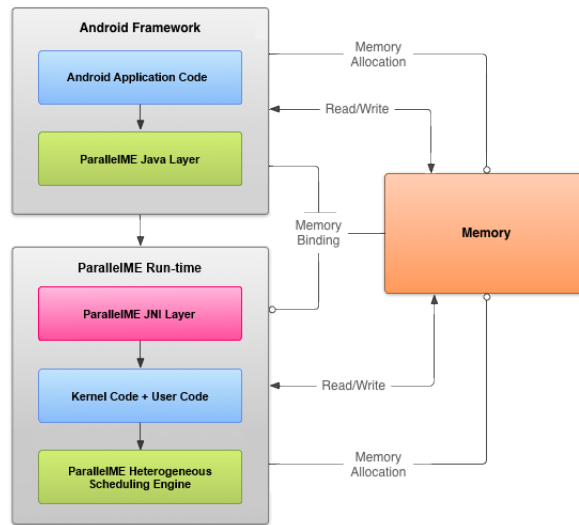 Android Framework
Android Application Code
ParallelME Java Layer
ParallelME Run-time
ParallelME JNI Layer
Kernel Code + User Code
ParallelME Heterogeneous
Scheduling Engine
Memory
Allocation
Read/Write
Memory
Binding
Memory
Read/Write
Memory
Allocation